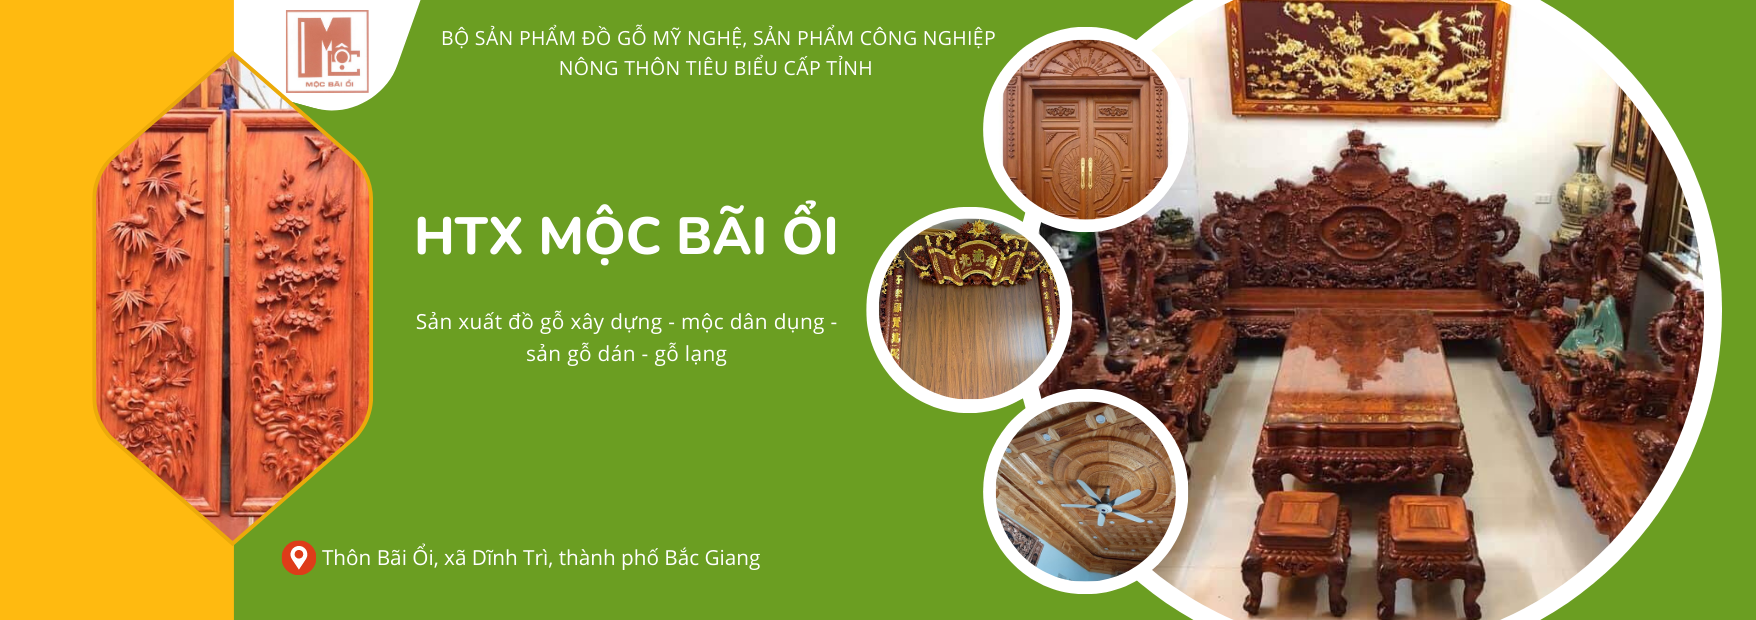 MỘC BÃI ỔI
BỘ SẢN PHẨM ĐỒ GỖ MỸ NGHỆ, SẢN PHẨM CÔNG NGHIỆP
NÔNG THÔN TIÊU BIỂU CẤP TỈNH
HTX MỘC BÃI ỔI
Sản xuất đồ gỗ xây dựng - mộc dân dụng -
sản gỗ dán - gỗ lạng
Thôn Bãi Ổi, xã Dĩnh Trì, thành phố Bắc Giang